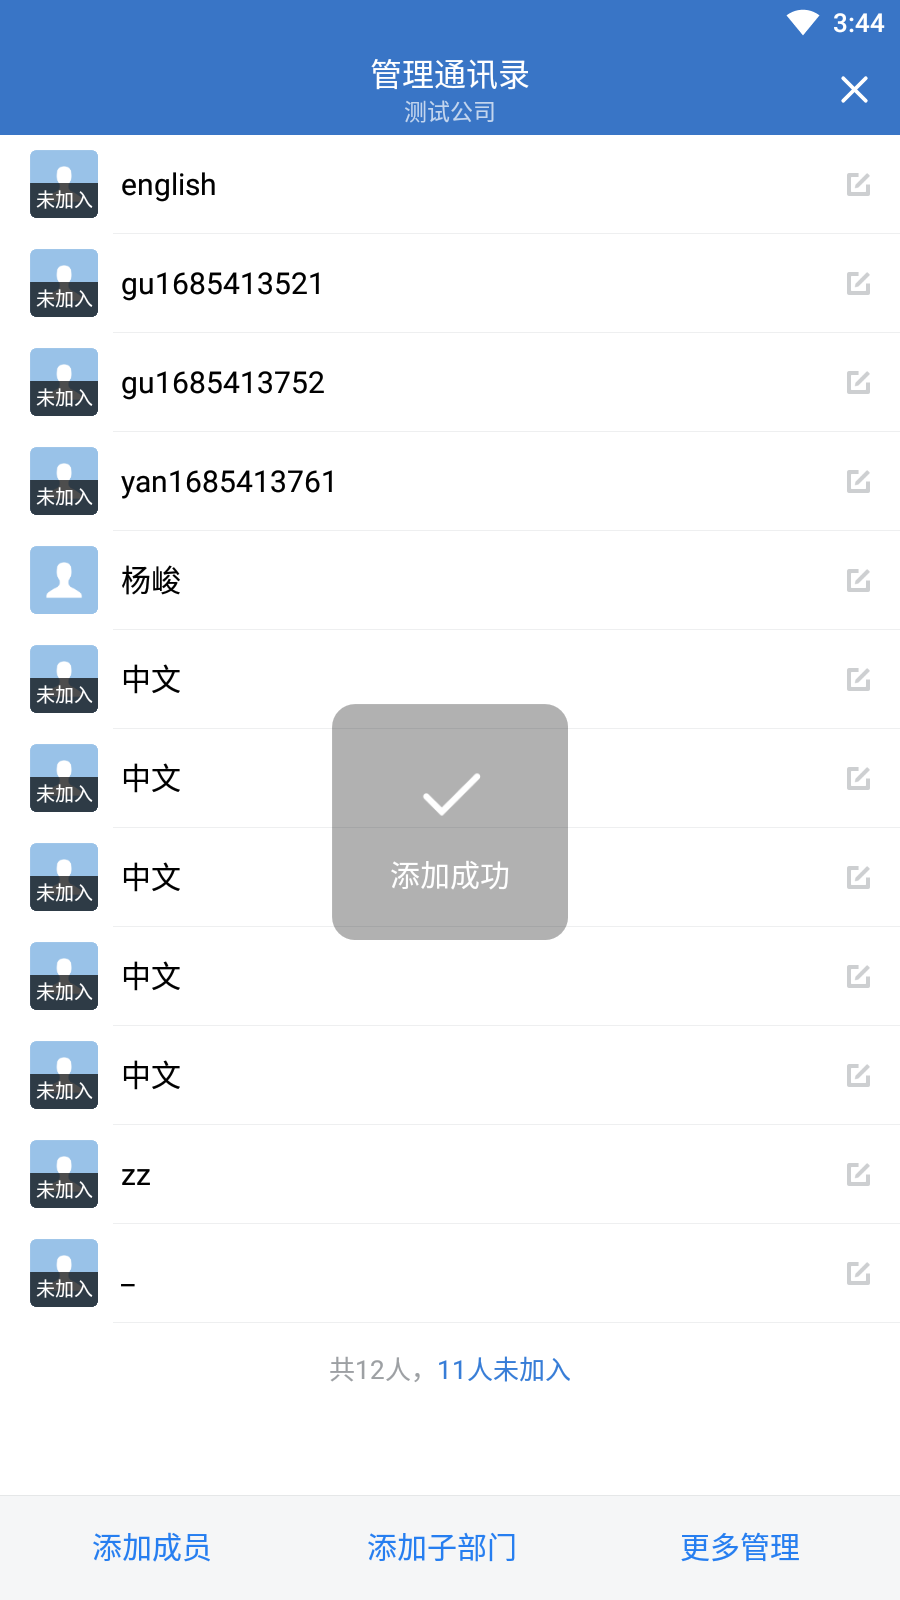 3:44
管理通讯录
测试公司
未加入 english
未加入 gu1685413521
未加入 gu1685413752
未加入 yan1685413761
杨峻
未加入 中文
未加入 中文
未加入 中文
未加入 中文
未加入 中文
未加入 zz
未加入 _
添加成功
共12人，11人未加入
添加成员 添加子部门 更多管理